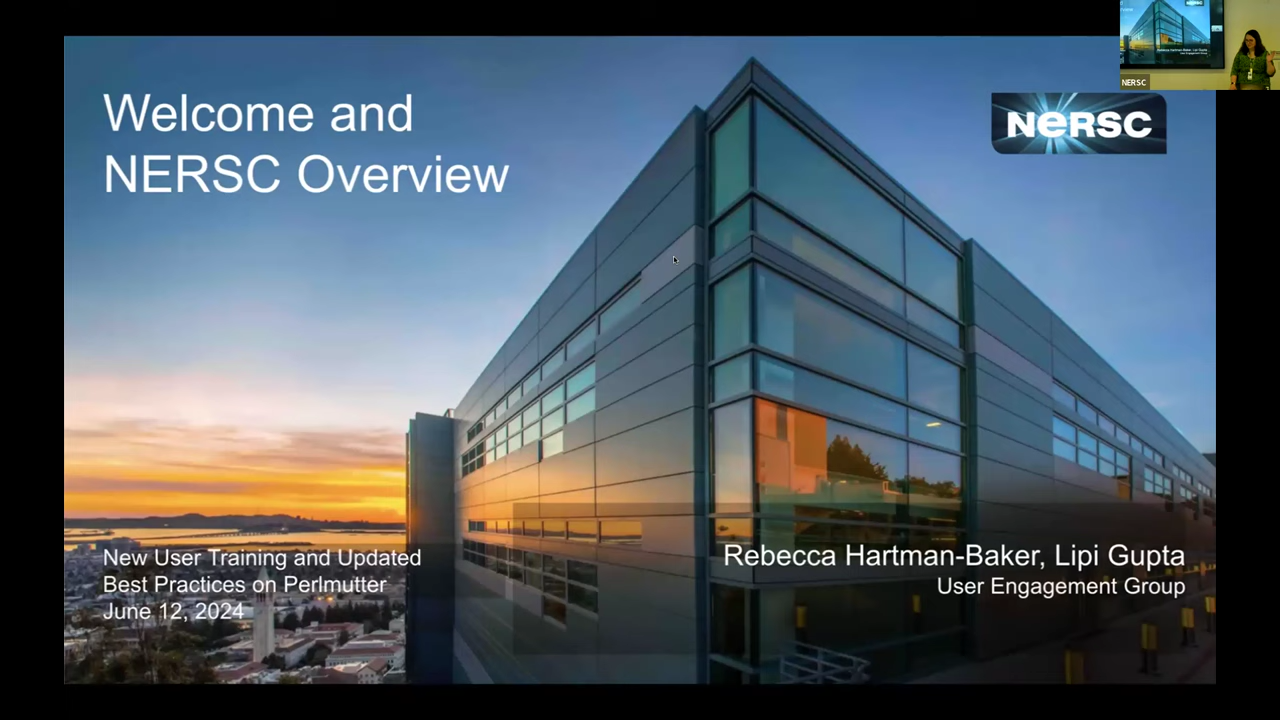 Welcome and
NERSC Overview
NERSC
NERSC
New User Training and Updated
Best Practices on Perlmutter
June 12, 2024
Rebecca Hartman-Baker, Lipi Gupta
User Engagement Group